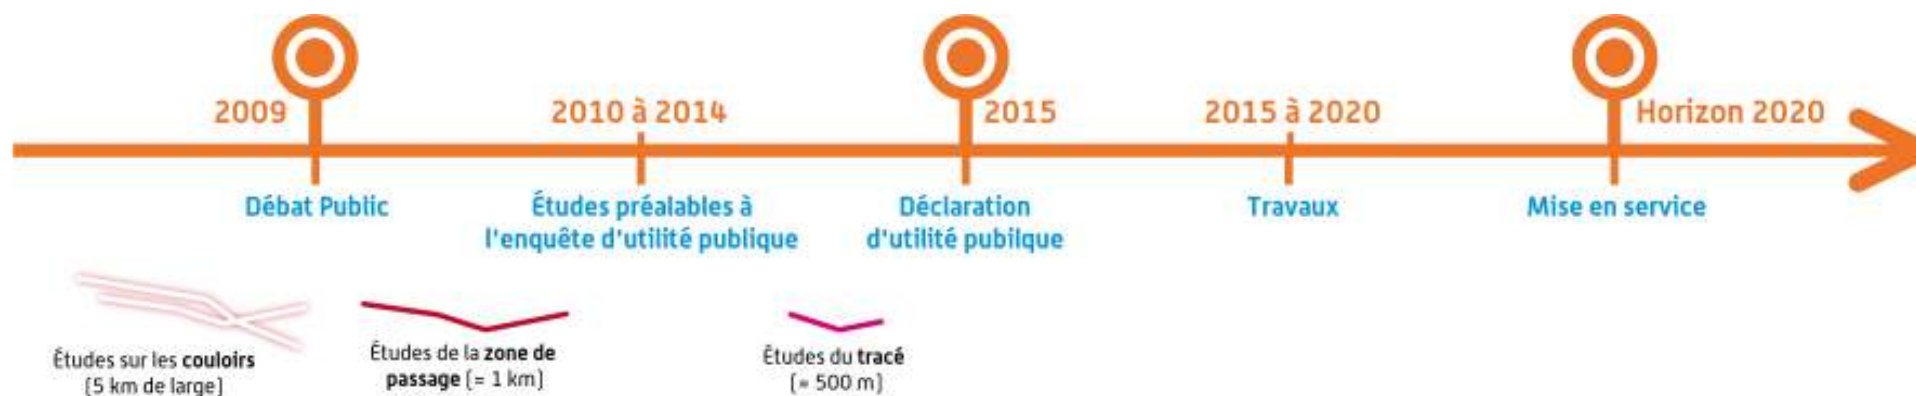 2009
2010 à 2014
2015
2015 à 2020
Horizon 2020
Débat Public
Études préalables à
l'enquête d'utilité publique
Déclaration
d'utilité pubilque
Travaux
Mise en service
Études sur les couloirs
(5 km de large)
Études de la zone de
passage (= 1 km)
Études du tracé
(= 500 m)